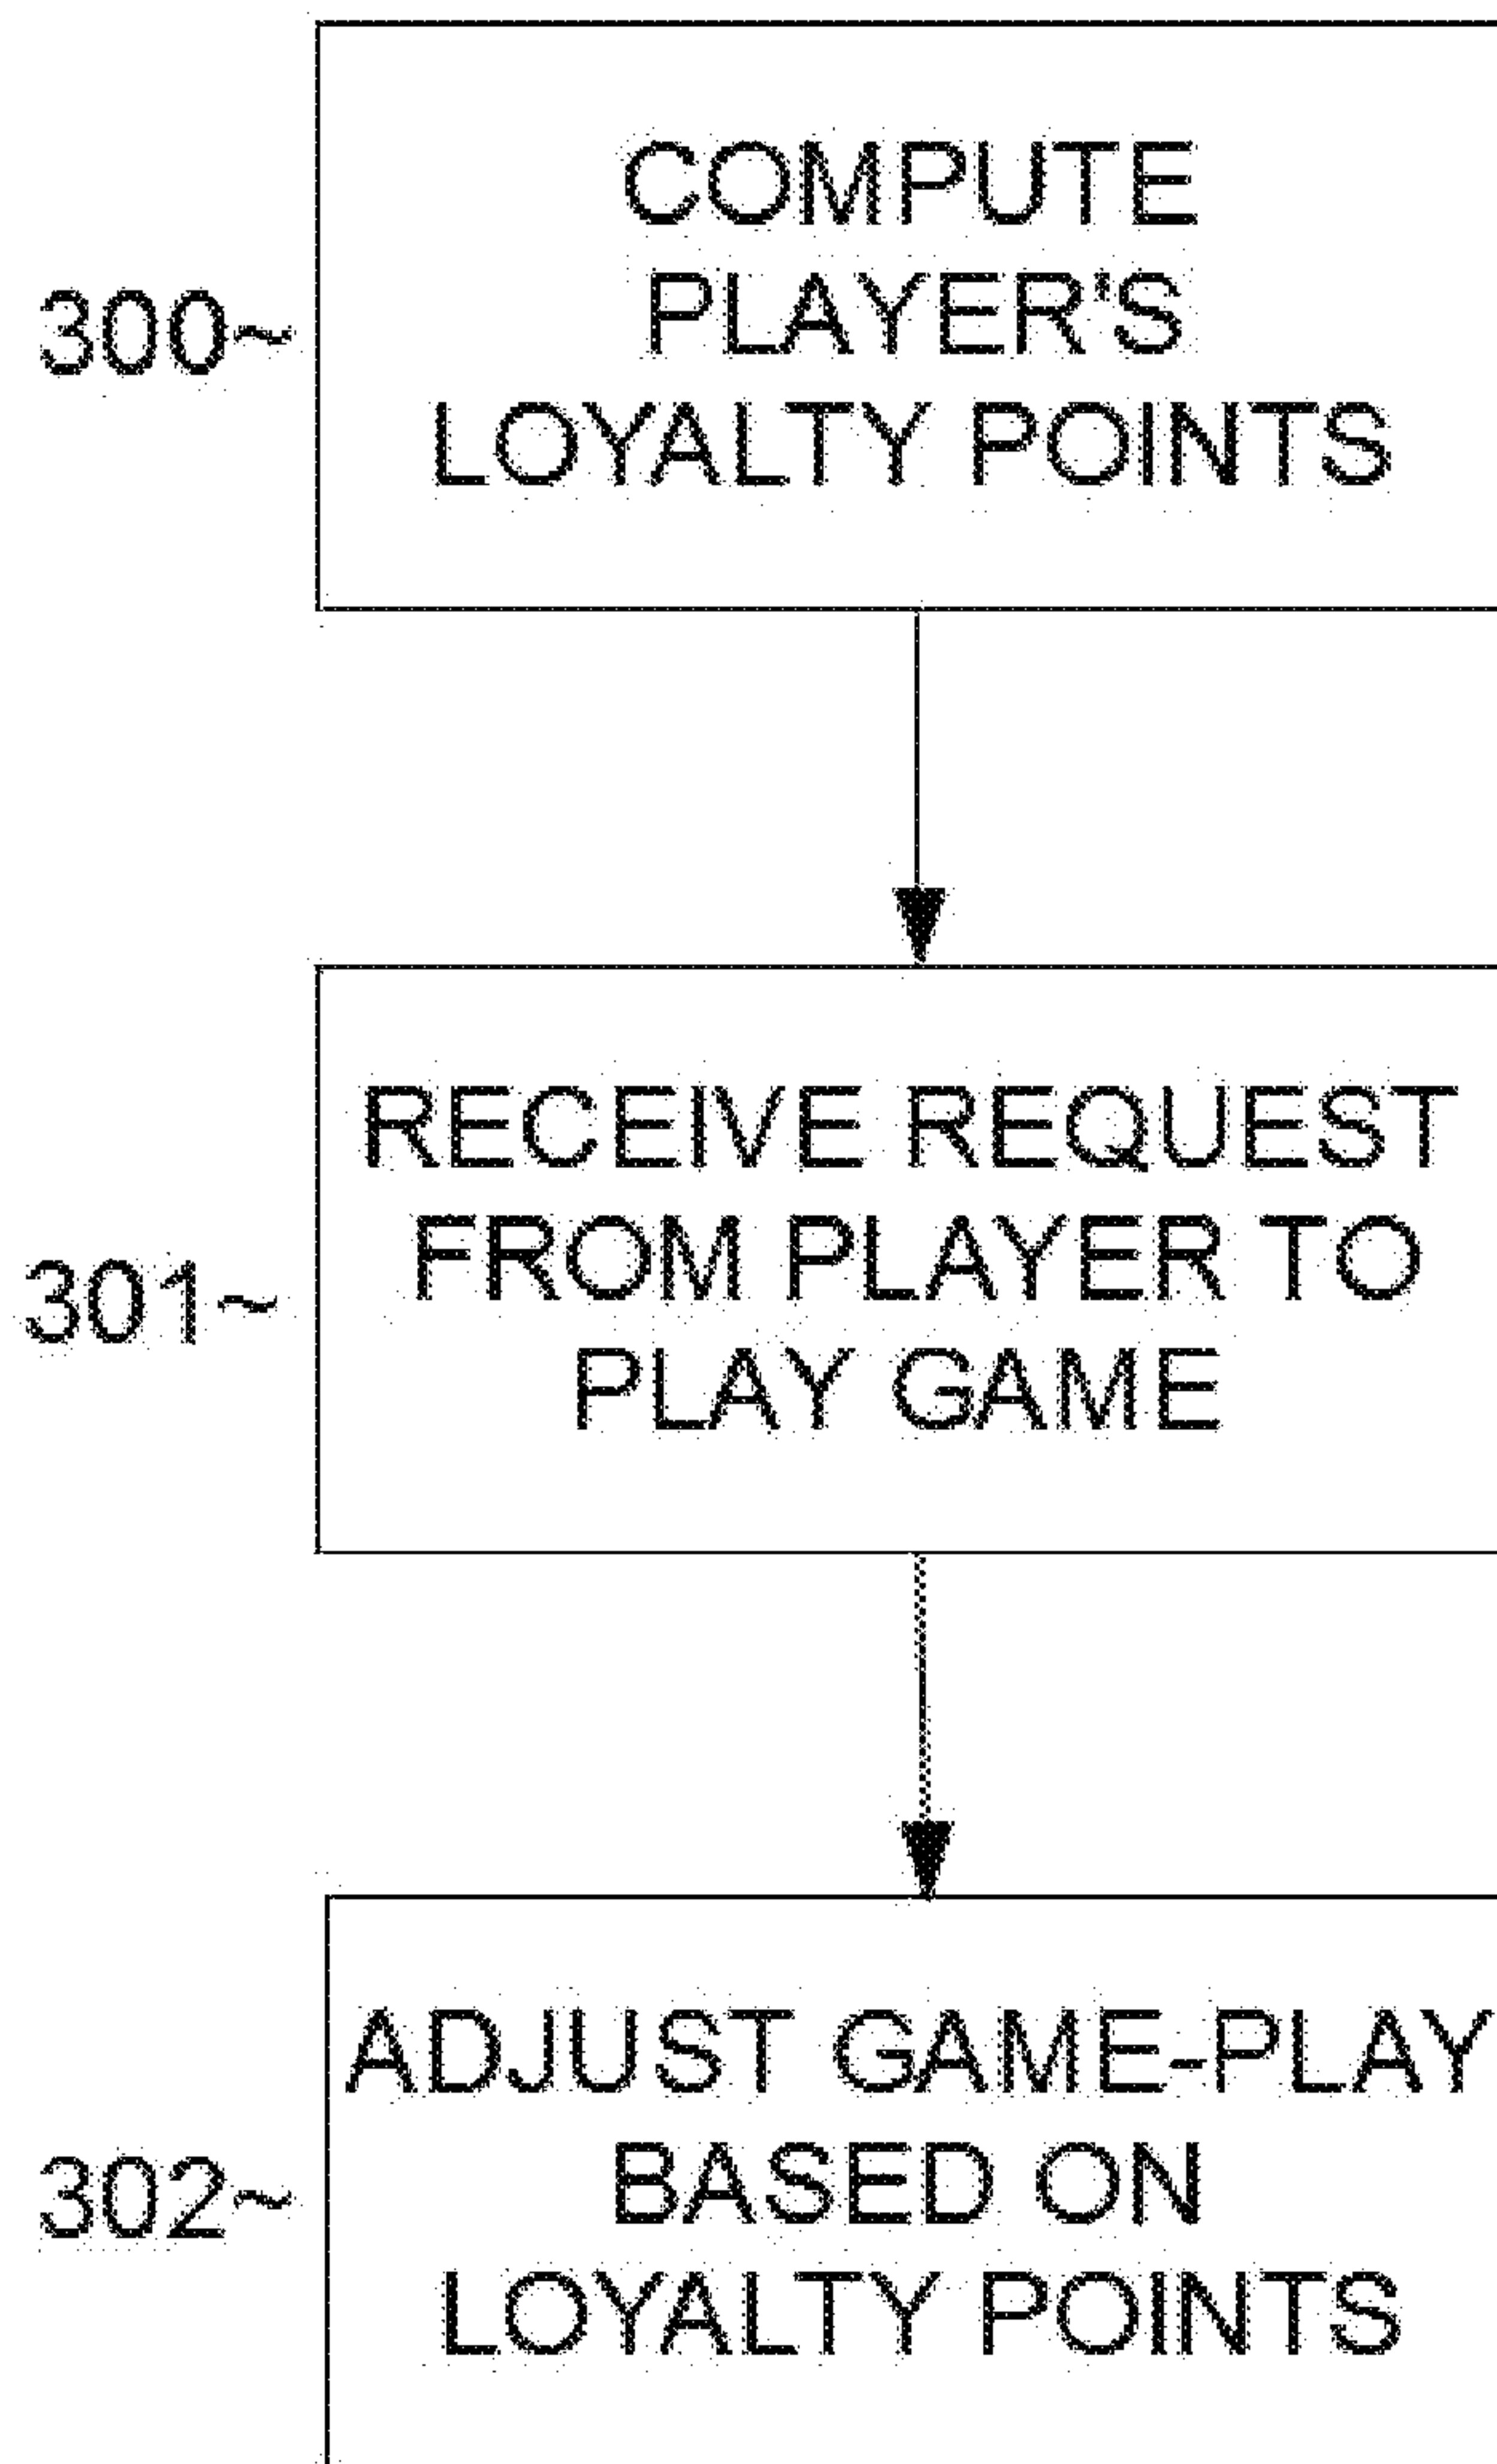 COMPUTE
PLAYER'S
LOYALTY POINTS
300~
RECEIVE REQUEST
FROM PLAYER TO
PLAY GAME
301~
ADJUST GAME-PLAY
BASED ON
LOYALTY POINTS
302~